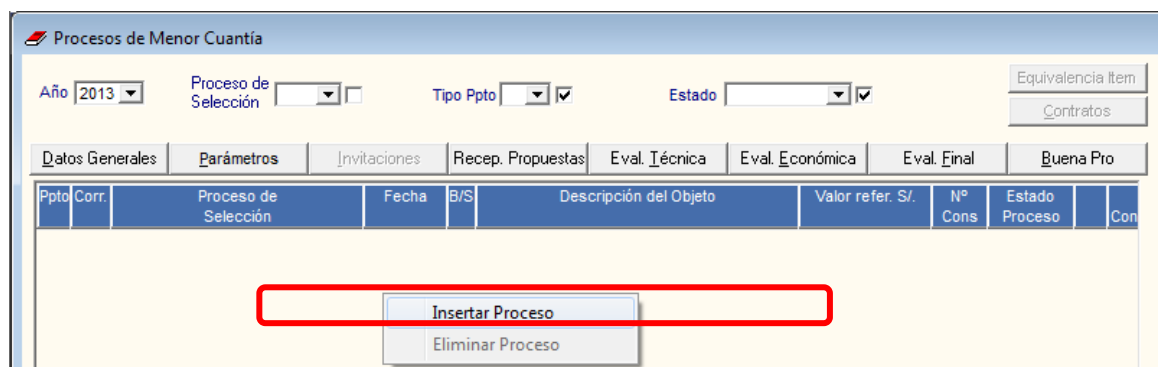 Procesos de Menor Cuantía
Año 2013 Proceso de Selección Tipo Ppto Estado Equivalencia Item
Contratos
Datos Generales Parámetros Invitaciones Recep. Propuestas Eval. Técnica Eval. Económica Eval. Final Buena Pro
Ppto Corr. Proceso de Selección Fecha B/S Descripción del Objeto Valor refer. S/. Nº Cons Estado Proceso Con
Insertar Proceso
Eliminar Proceso